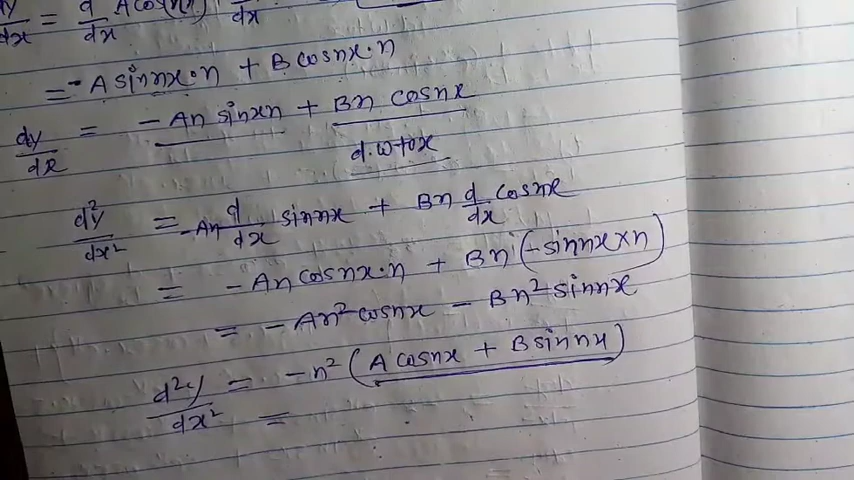 dy/dx = d/dx A cos(nx) d/dx
= - A sin nx · n + B cos nx · n
dy/dx = - An sin xn + Bn cos nx
d·w·to x
d²y/dx² = -An d/dx sin nx + Bn d/dx cos nx
= - An cos nx · n + Bn (- sin nx × n)
= - An² cos nx - Bn² sin nx
d²y/dx² = - n² (A cos nx + B sin nx)
=